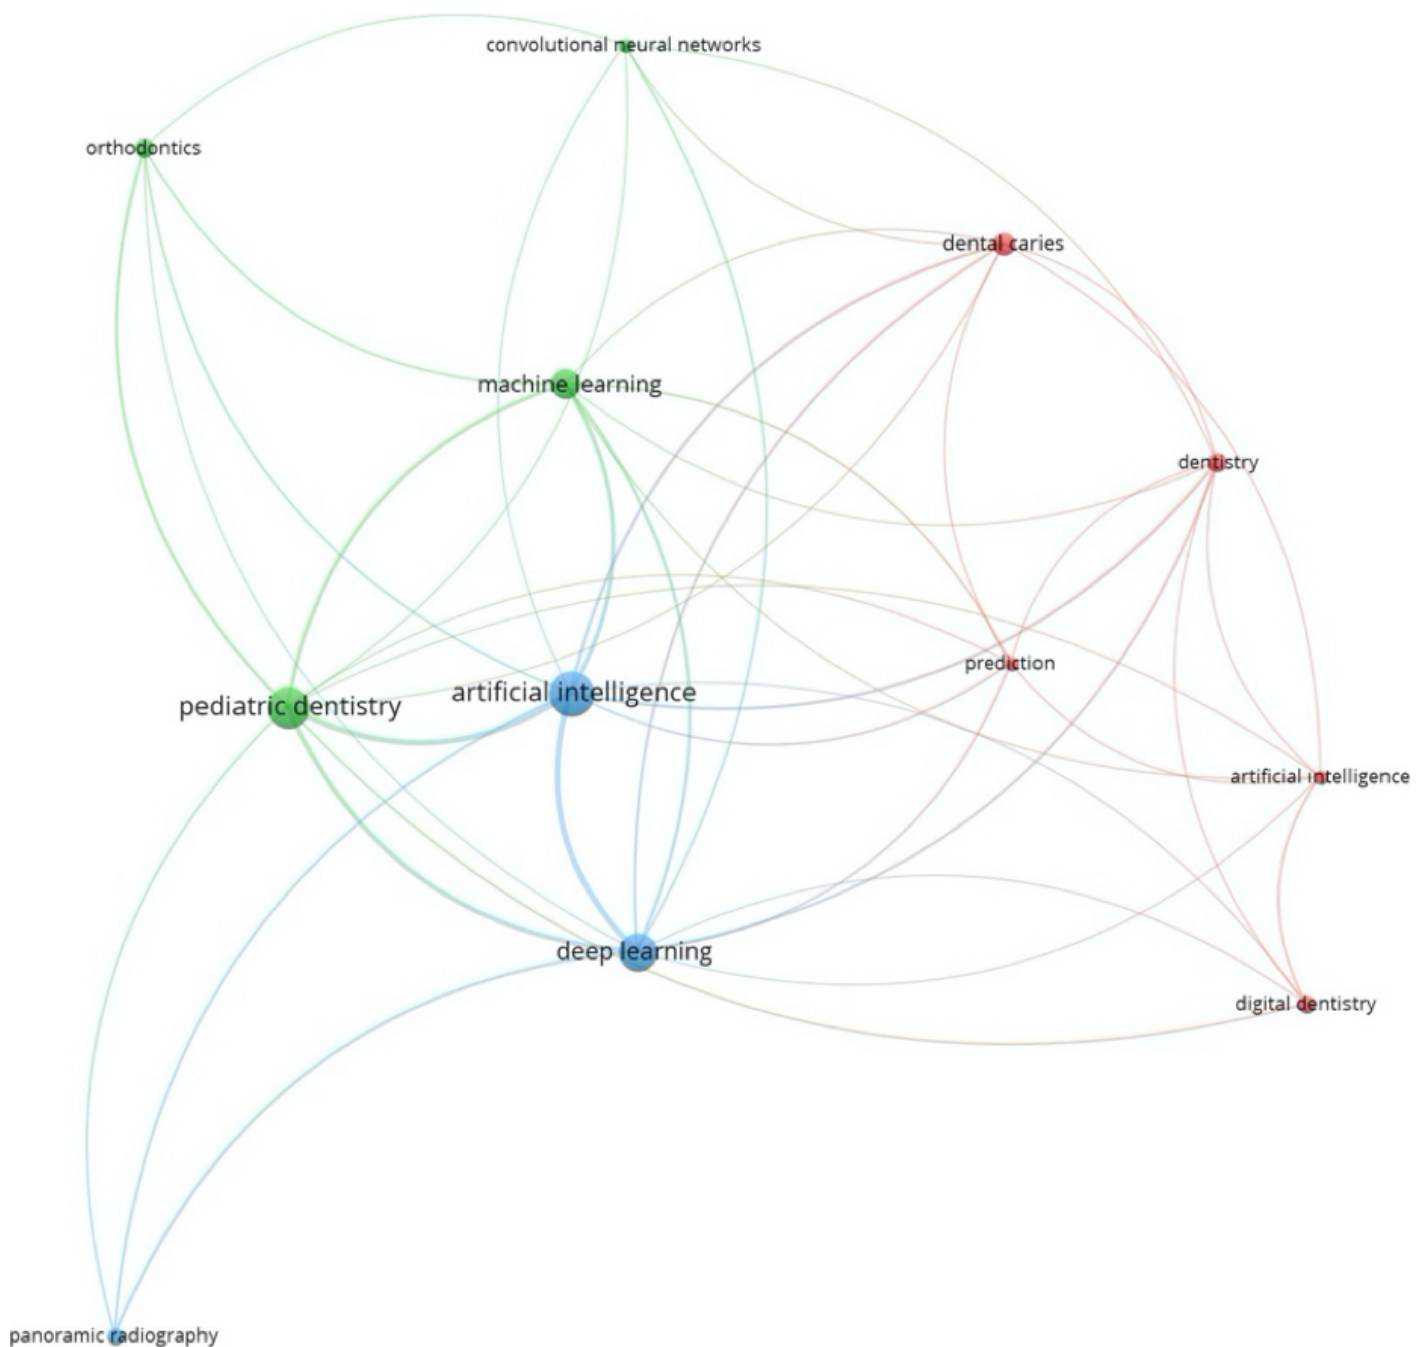 convolutional neural networks
orthodontics
dental caries
machine learning
dentistry
prediction
artificial intelligence
pediatric dentistry
artificial intelligence
deep learning
digital dentistry
panoramic radiography